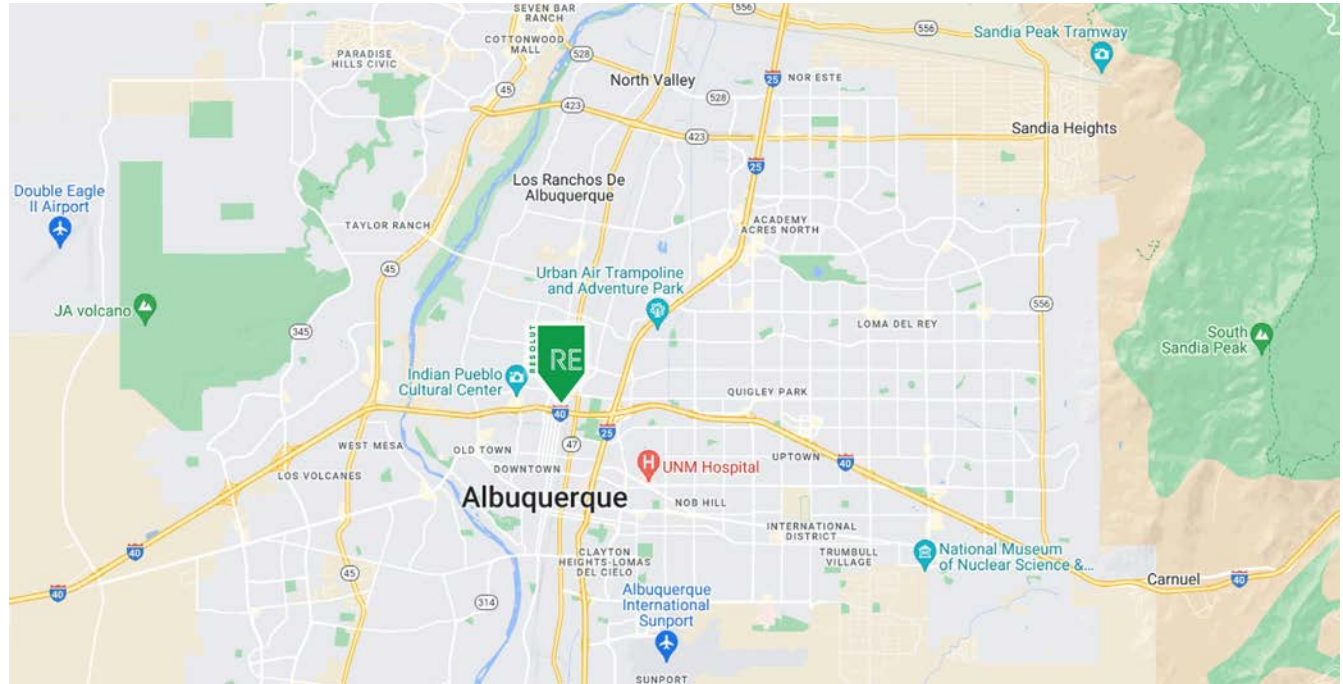 SEVEN BAR
RANCH
COTTONWOOD
MALL
528
556
556
Sandia Peak Tramway
556
PARADISE
HILLS CIVIC
45
North Valley
25
NOR ESTE
528
423
423
423
Sandia Heights
25
Los Ranchos De
Albuquerque
Double Eagle
II Airport
TAYLOR RANCH
ACADEMY
ACRES NORTH
45
Urban Air Trampoline
and Adventure Park
556
JA volcano
345
LOMA DEL REY
South
Sandia Peak
RESOLUT
RE
Indian Pueblo
Cultural Center
QUIGLEY PARK
40
25
47
WEST MESA
OLD TOWN
LOS VOLCANES
DOWNTOWN
UNM Hospital
UPTOWN
40
Albuquerque
NOB HILL
INTERNATIONAL
DISTRICT
40
CLAYTON
HEIGHTS-LOMAS
DEL CIELO
TRUMBULL
VILLAGE
National Museum
of Nuclear Science &...
45
Carnuel
40
40
Albuquerque
International
Sunport
314
SUNPORT